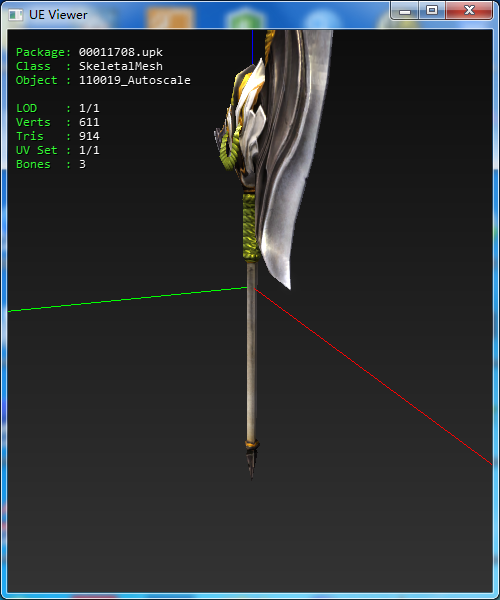 UE Viewer
Package: 00011708.upk
Class : SkeletalMesh
Object : 110019_Autoscale
LOD : 1/1
Verts : 611
Tris : 914
UV Set : 1/1
Bones : 3